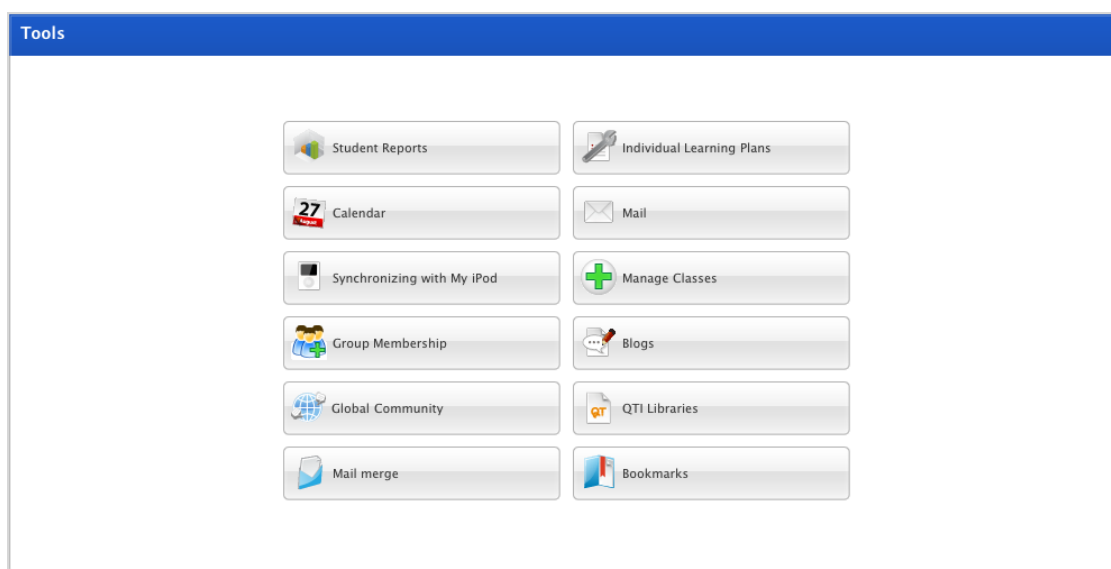 Tools
Student Reports
Individual Learning Plans
27 Calendar
August
Mail
Synchronizing with My iPod
Manage Classes
Group Membership
Blogs
Global Community
QT QTI Libraries
Mail merge
Bookmarks